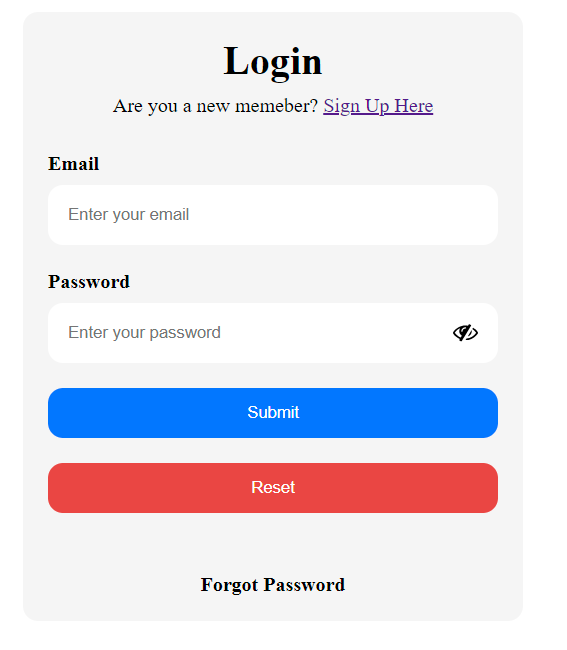 Login
Are you a new memeber? Sign Up Here
Email
Enter your email
Password
Enter your password
Submit
Reset
Forgot Password